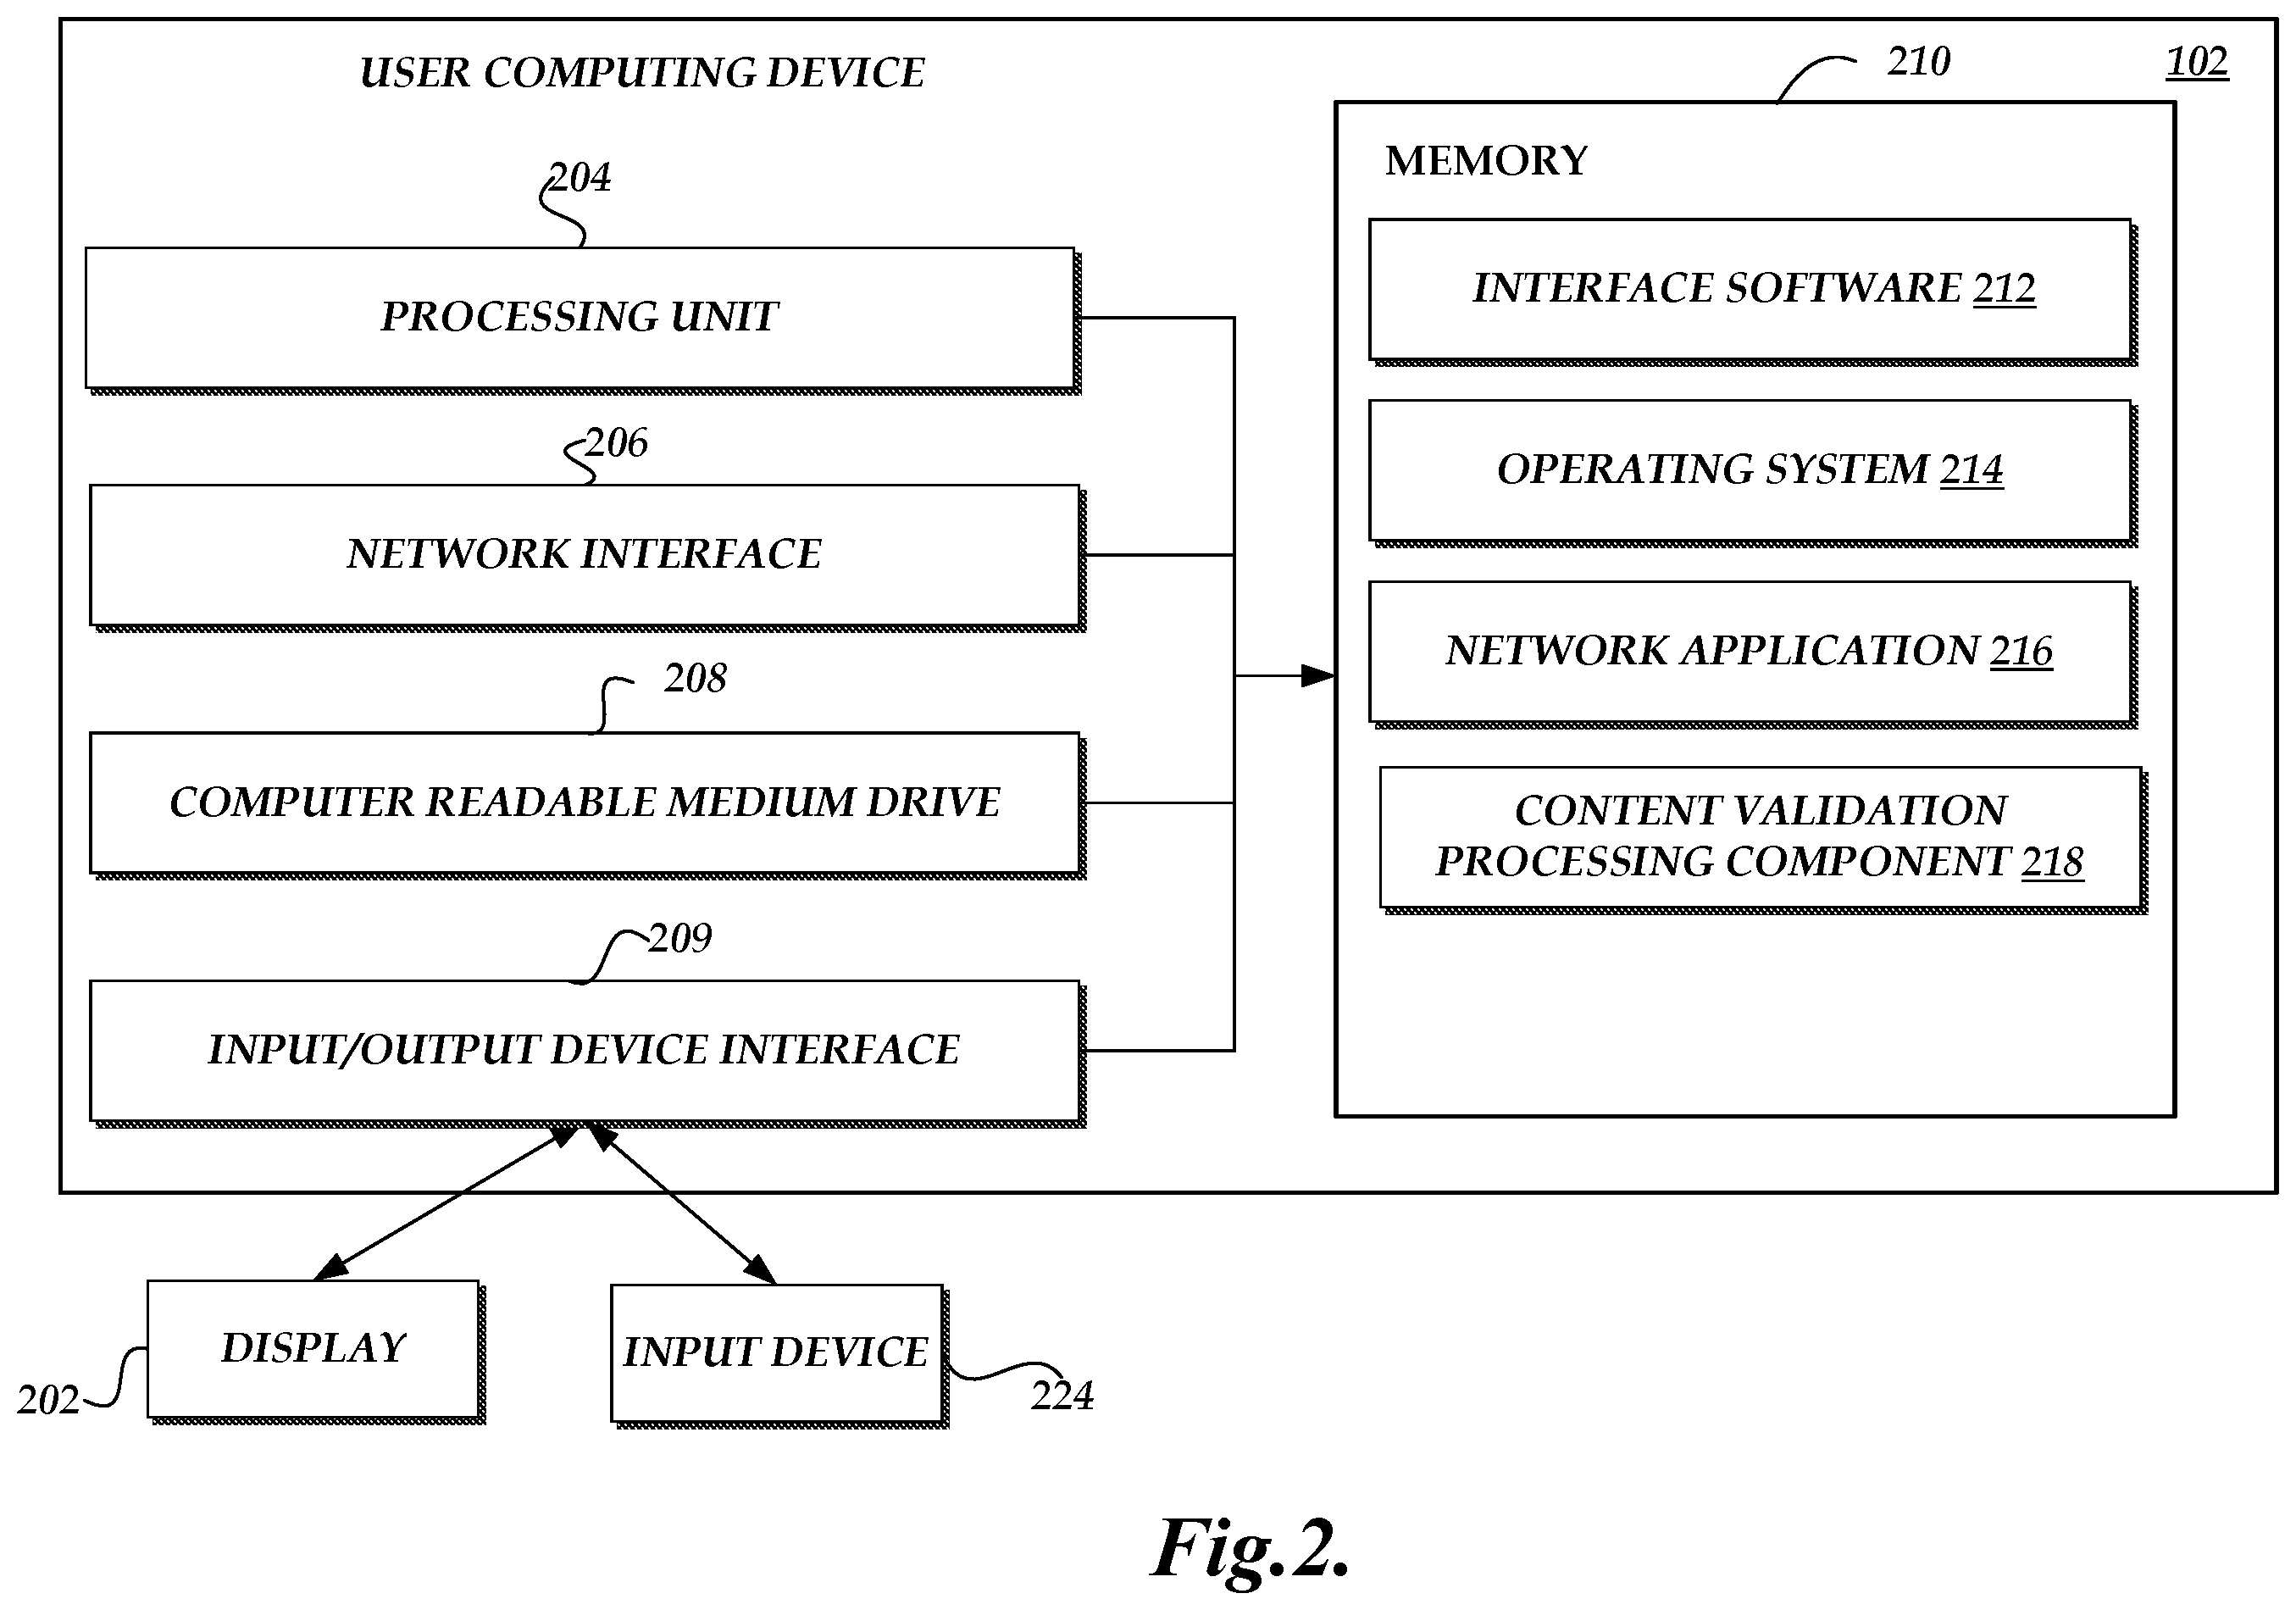 USER COMPUTING DEVICE
102
204
PROCESSING UNIT
206
NETWORK INTERFACE
208
COMPUTER READABLE MEDIUM DRIVE
209
INPUT/OUTPUT DEVICE INTERFACE
210
MEMORY
INTERFACE SOFTWARE 212
OPERATING SYSTEM 214
NETWORK APPLICATION 216
CONTENT VALIDATION
PROCESSING COMPONENT 218
DISPLAY
202
INPUT DEVICE
224
Fig.2.